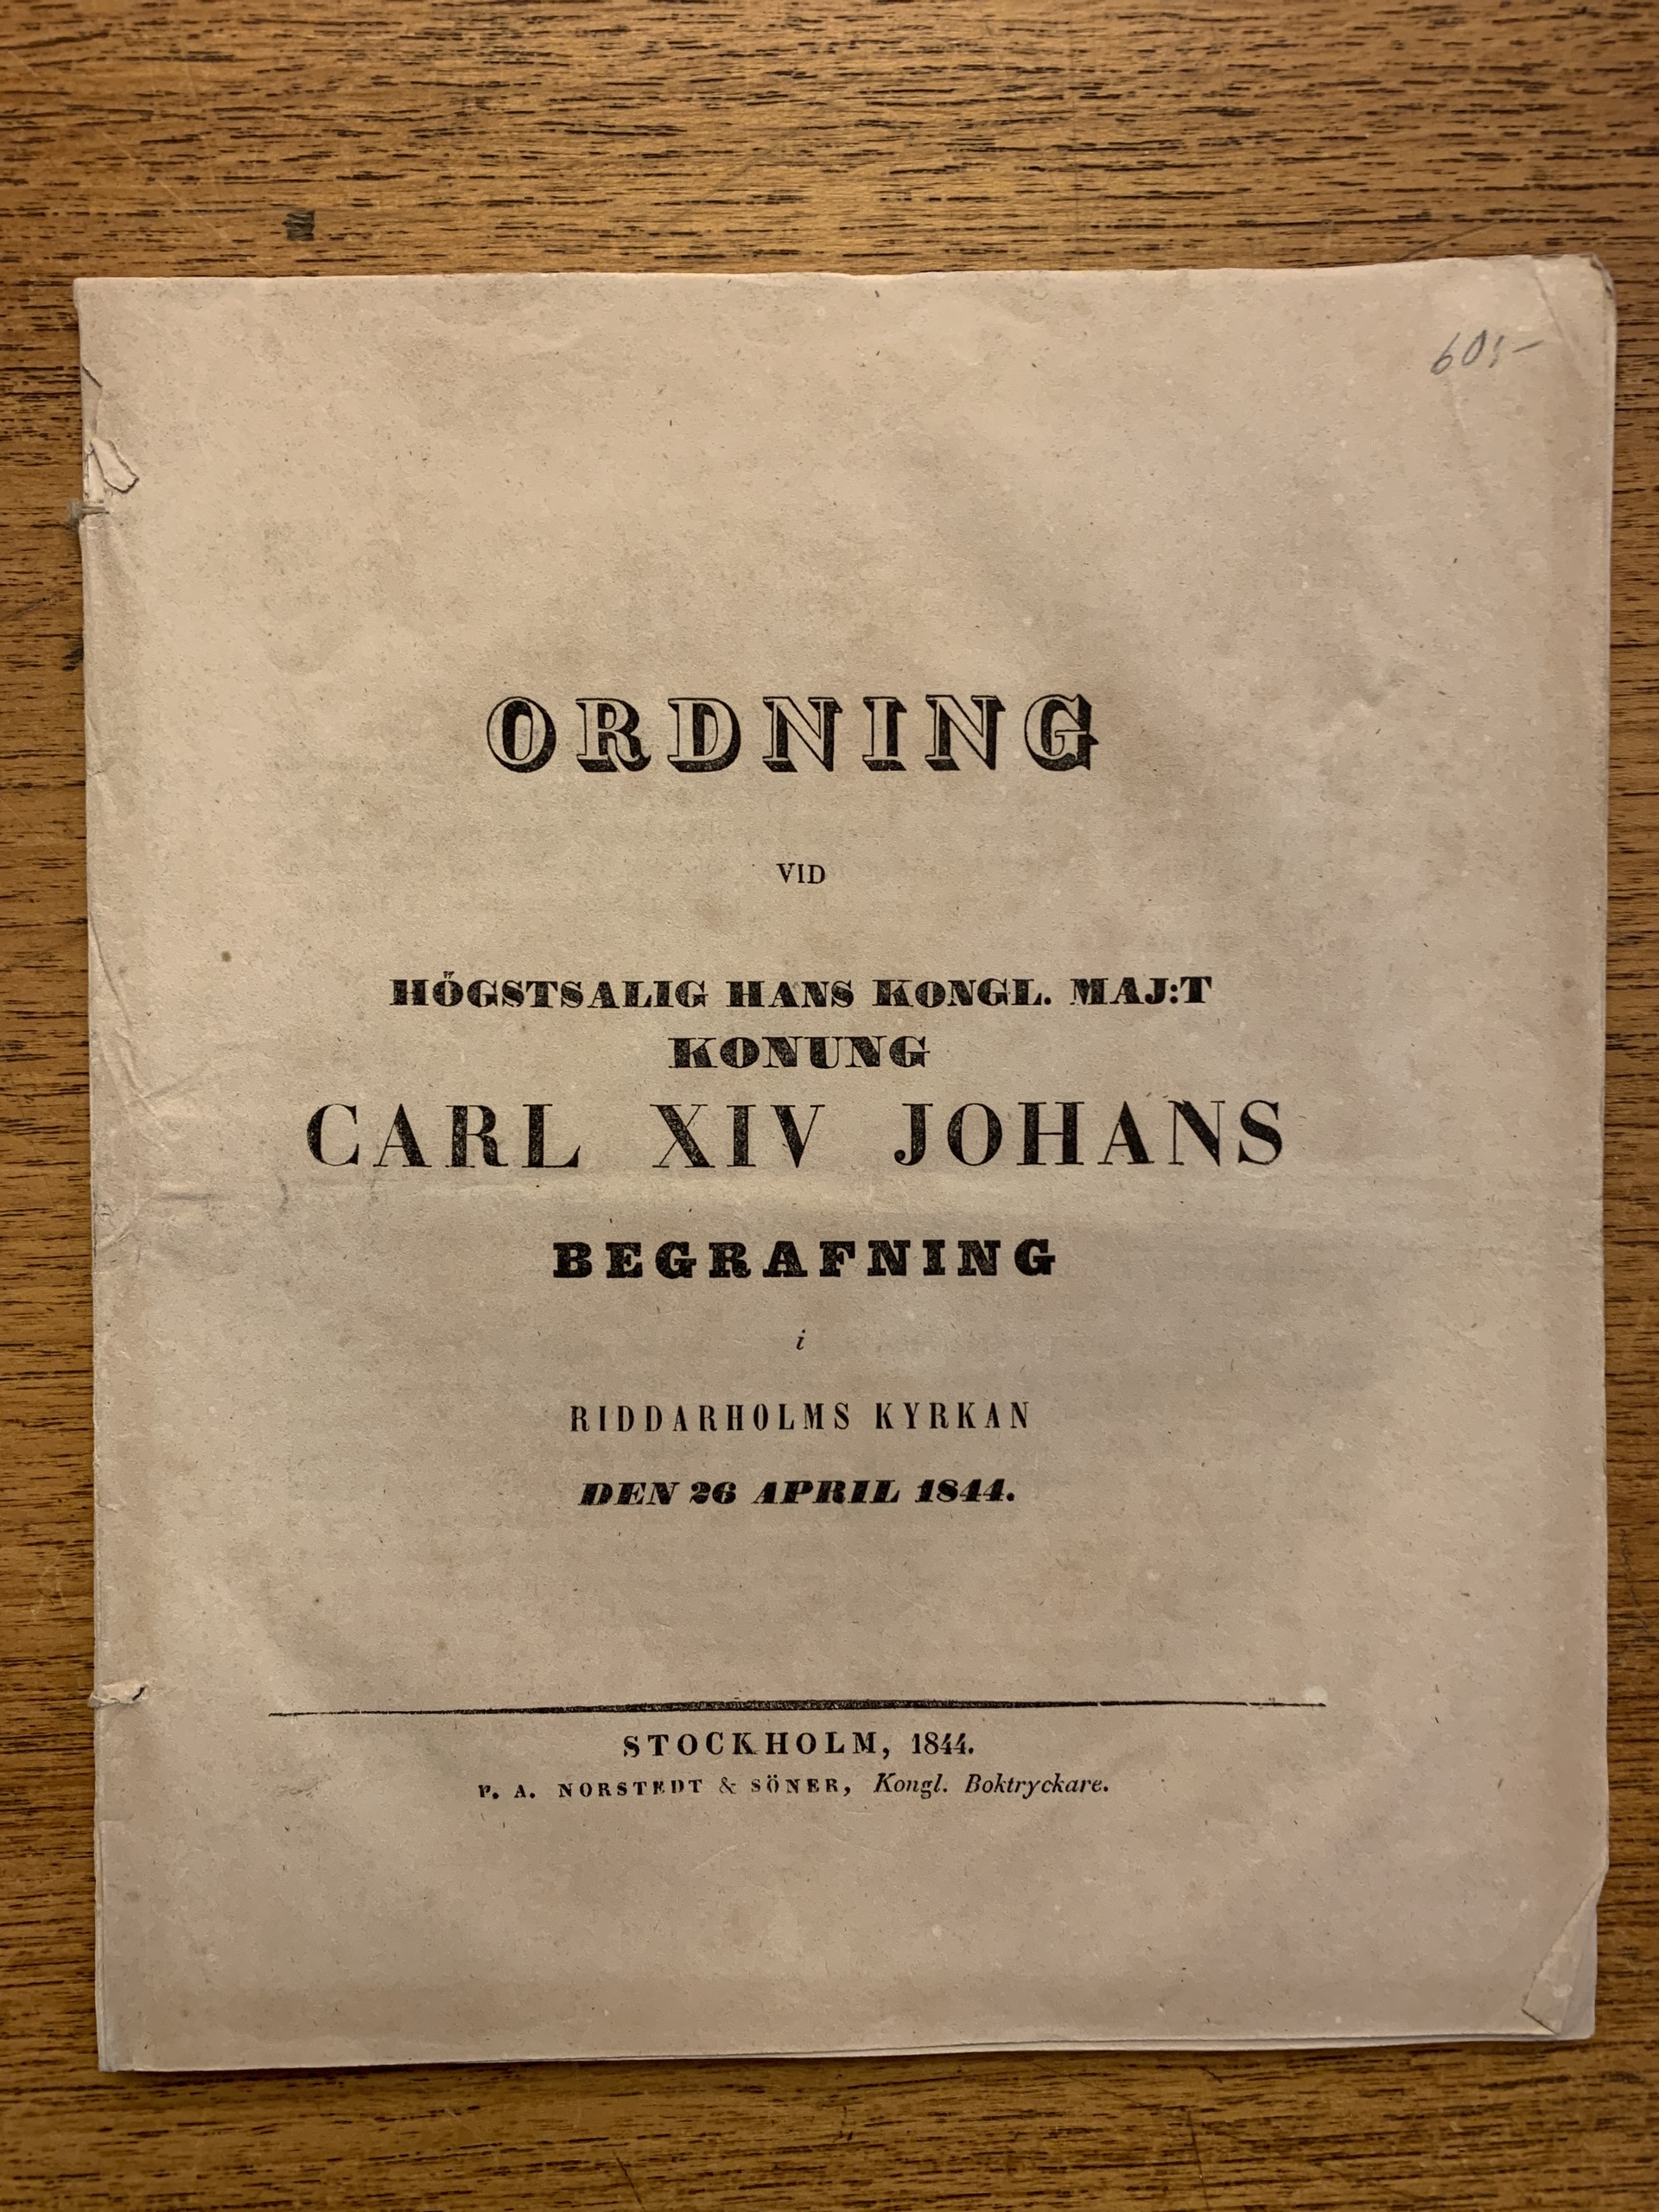 60:-
ORDNING
VID
HÖGSTSALIG HANS KONGL. MAJ:T
KONUNG
CARL XIV JOHANS
BEGRAFNING
i
RIDDARHOLMS KYRKAN
DEN 26 APRIL 1844.
STOCKHOLM, 1844.
P. A. NORSTEDT & SÖNER, Kongl. Boktryckare.